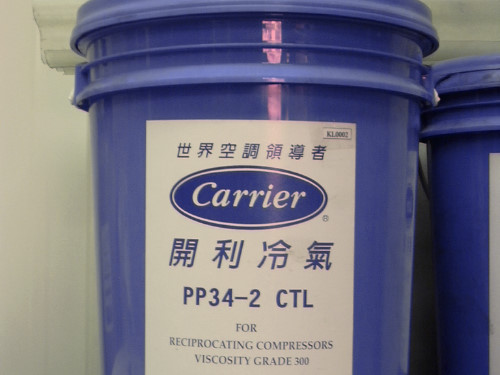 KL0002
世界空調領導者
Carrier
®
開利冷氣
PP34-2 CTL
FOR
RECIPROCATING COMPRESSORS
VISCOSITY GRADE 300